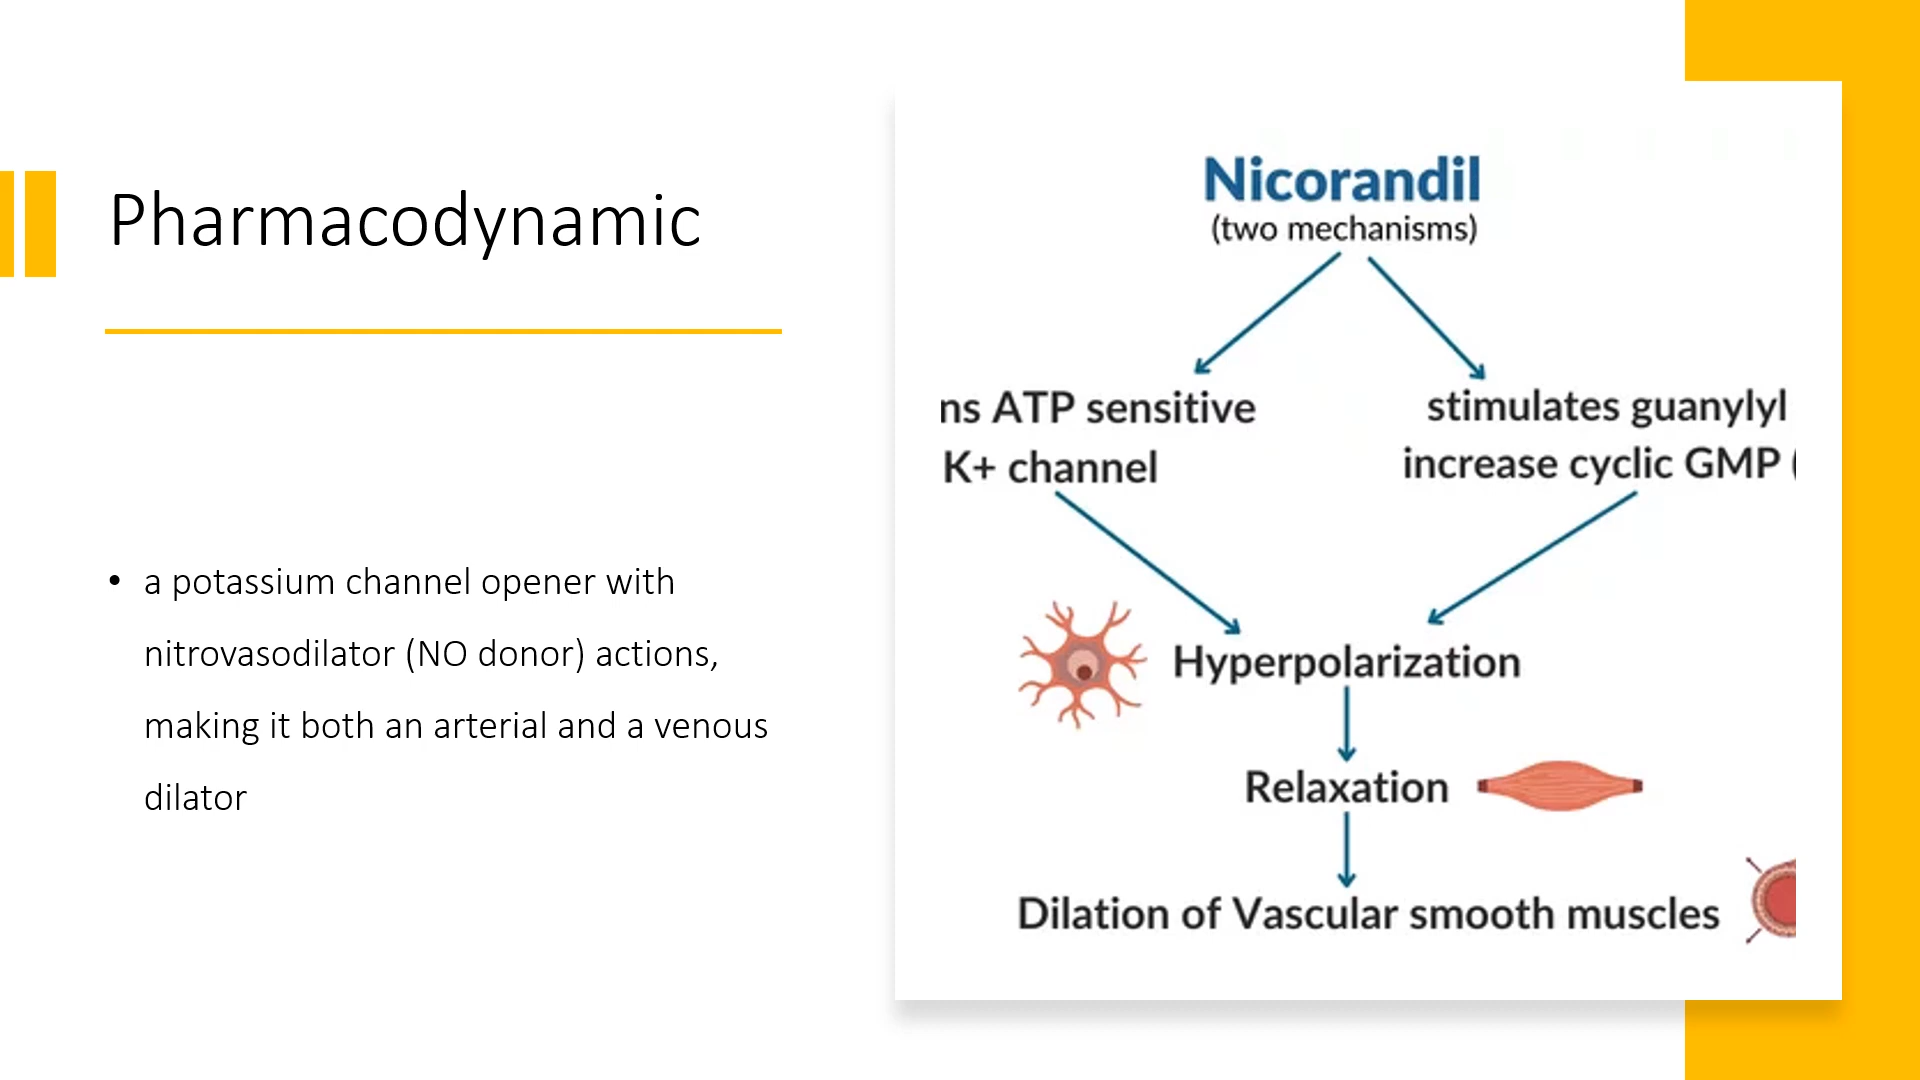 Pharmacodynamic
• a potassium channel opener with
nitrovasodilator (NO donor) actions,
making it both an arterial and a venous
dilator
Nicorandil
(two mechanisms)
ns ATP sensitive
K+ channel
stimulates guanylyl
increase cyclic GMP (
Hyperpolarization
Relaxation
Dilation of Vascular smooth muscles